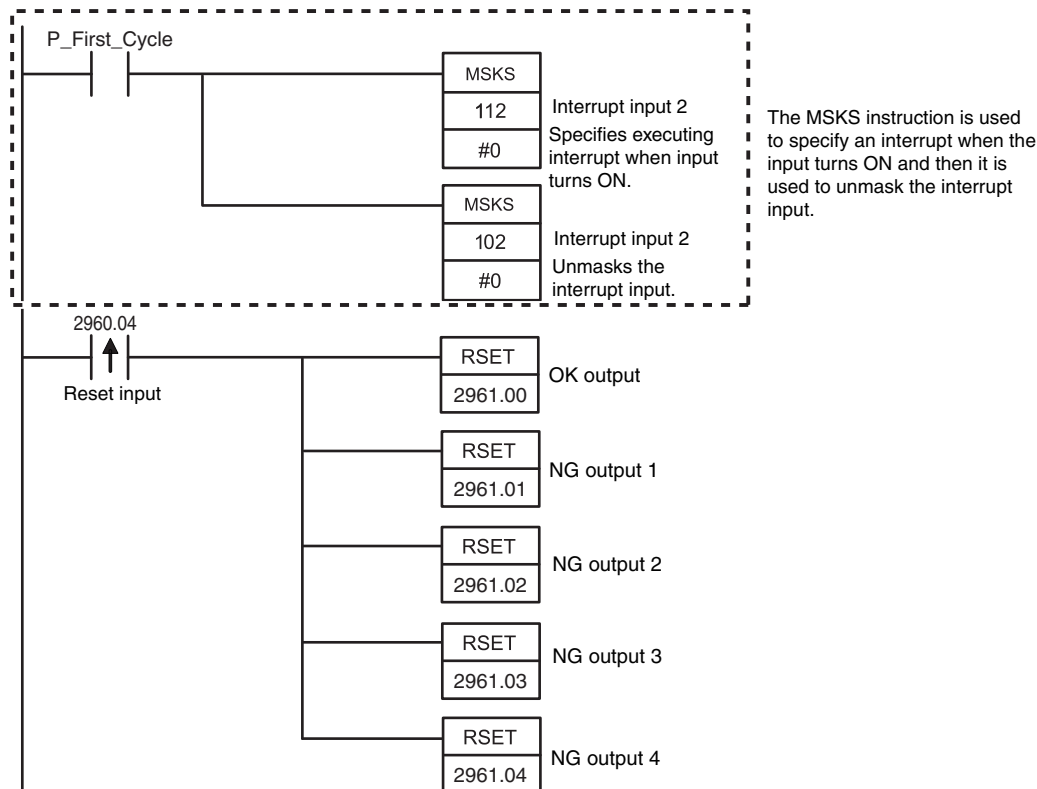 P_First_Cycle
MSKS
112
Interrupt input 2
#0
Specifies executing
interrupt when input
turns ON.
MSKS
102
Interrupt input 2
#0
Unmasks the
interrupt input.
The MSKS instruction is used
to specify an interrupt when the
input turns ON and then it is
used to unmask the interrupt
input.
2960.04
Reset input
RSET
2961.00
OK output
RSET
2961.01
NG output 1
RSET
2961.02
NG output 2
RSET
2961.03
NG output 3
RSET
2961.04
NG output 4